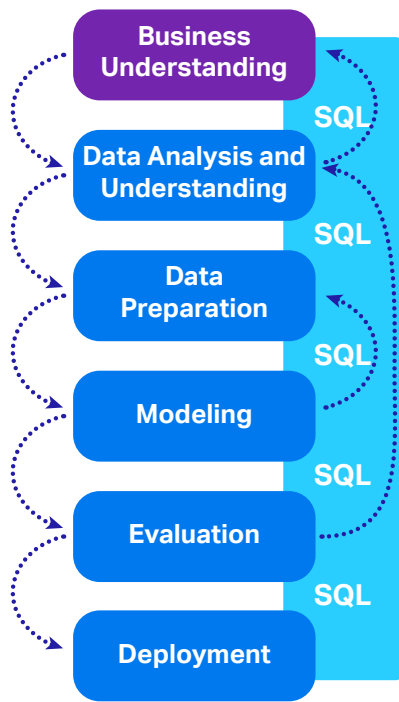 Business
Understanding
SQL
Data Analysis and
Understanding
SQL
Data
Preparation
SQL
Modeling
SQL
Evaluation
SQL
Deployment